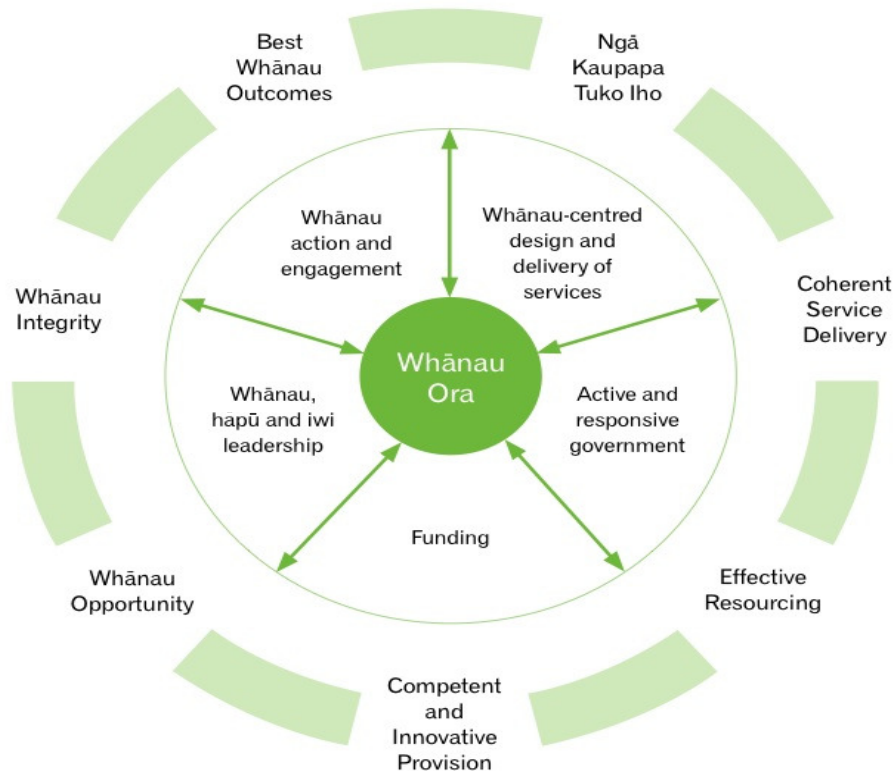 Best
Whānau
Outcomes
Ngā
Kaupapa
Tuko Iho
Whānau
action and
engagement
Whānau-centred
design and
delivery of
services
Whānau
Integrity
Coherent
Service
Delivery
Whānau
Ora
Whānau,
hāpū and iwi
leadership
Active and
responsive
government
Funding
Whānau
Opportunity
Effective
Resourcing
Competent
and
Innovative
Provision